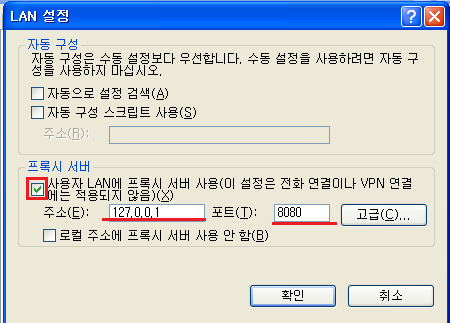 LAN 설정
자동 구성
자동 구성은 수동 설정보다 우선합니다. 수동 설정을 사용하려면 자동 구
성을 사용하지 마십시오.
자동으로 설정 검색(A)
자동 구성 스크립트 사용(S)
주소(R):
프록시 서버
사용자 LAN에 프록시 서버 사용(이 설정은 전화 연결이나 VPN 연결
에는 적용되지 않음)(X)
주소(E): 127,0,0,1 포트(T): 8080 고급(C)...
로컬 주소에 프록시 서버 사용 안 함(B)
확인 취소